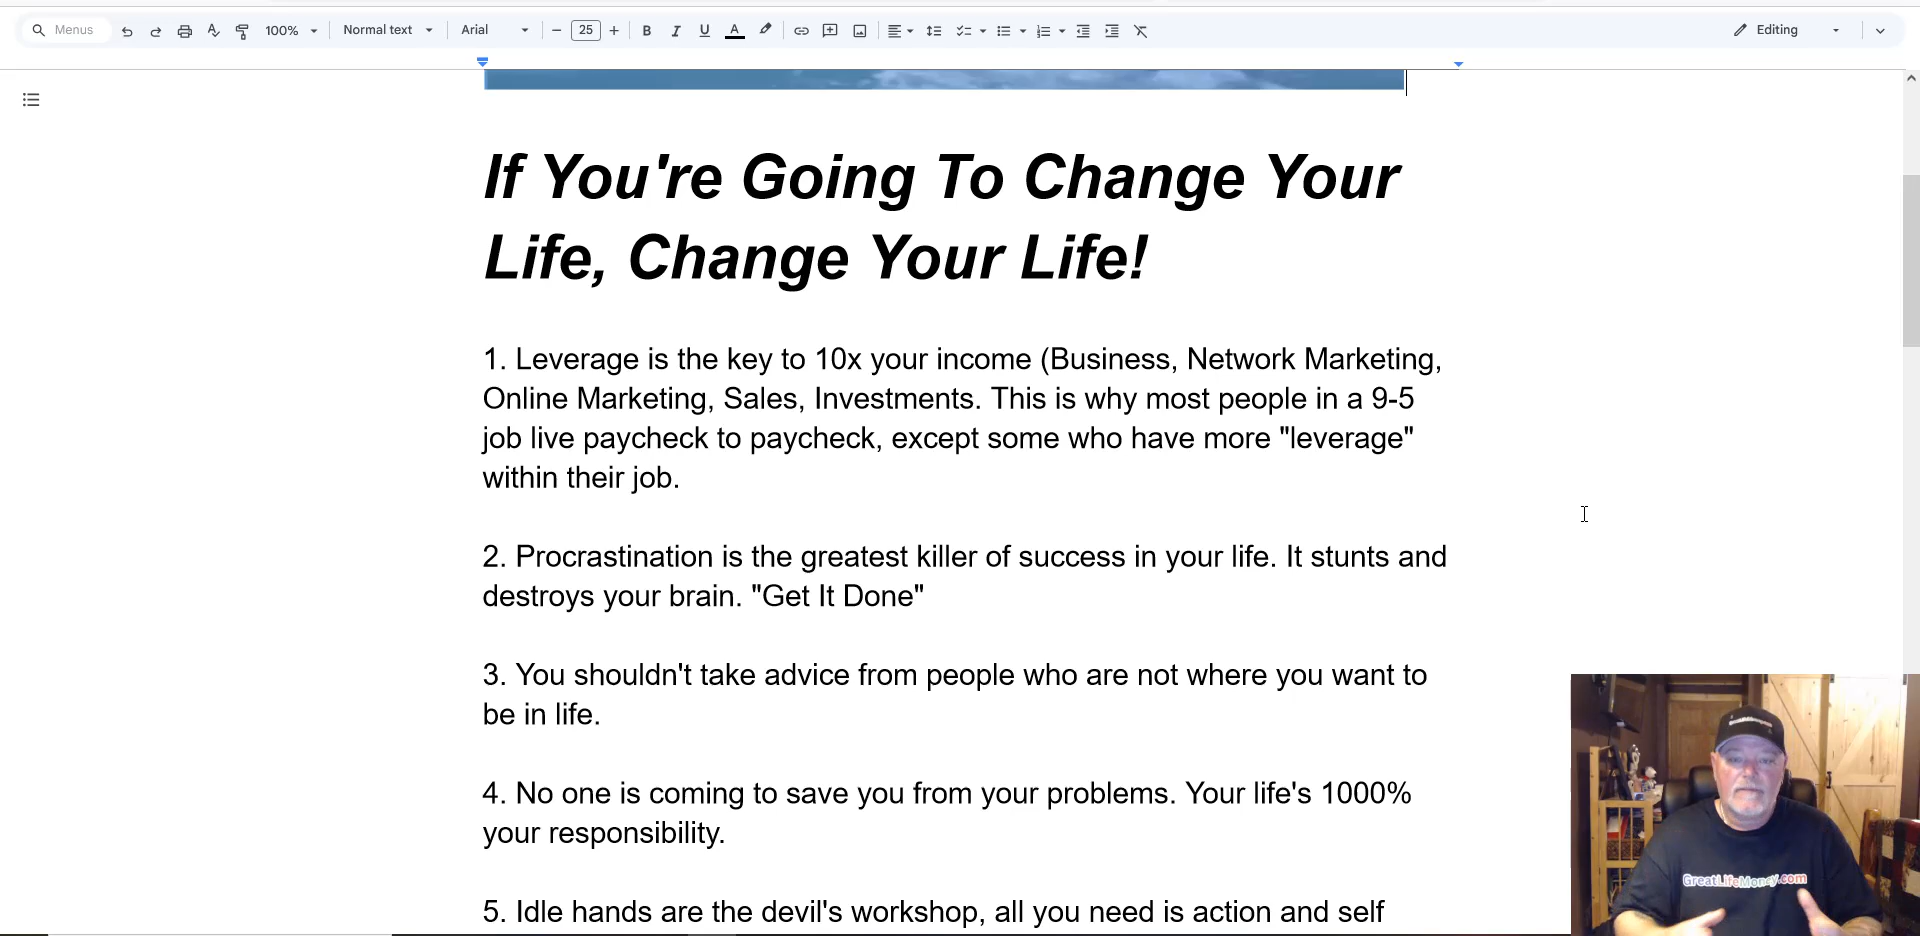 Menus 100% Normal text Arial 25 B I U A Editing
If You're Going To Change Your
Life, Change Your Life!
1. Leverage is the key to 10x your income (Business, Network Marketing,
Online Marketing, Sales, Investments. This is why most people in a 9-5
job live paycheck to paycheck, except some who have more "leverage"
within their job.
2. Procrastination is the greatest killer of success in your life. It stunts and
destroys your brain. "Get It Done"
3. You shouldn't take advice from people who are not where you want to
be in life.
4. No one is coming to save you from your problems. Your life's 1000%
your responsibility.
5. Idle hands are the devil's workshop, all you need is action and self
GreatLifeMoney.com